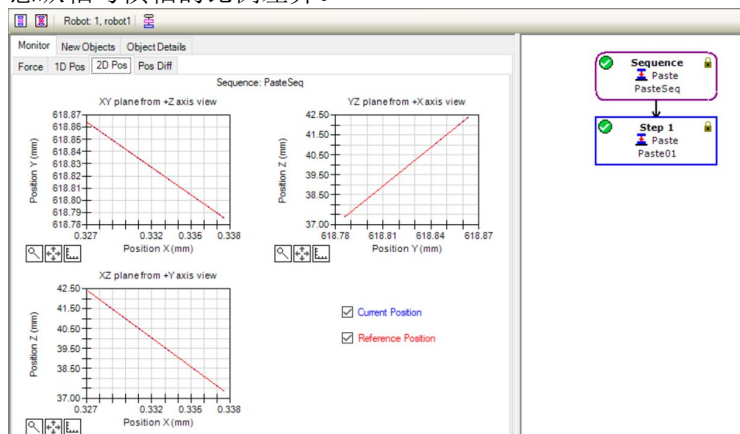 Robot: 1, robot1
Monitor New Objects Object Details
Force 1D Pos 2D Pos Pos Diff
Sequence: PasteSeq
XY plane from +Z axis view
618.87
618.86
618.85
618.84
618.83
618.82
618.81
618.80
618.79
618.78
Position Y (mm)
0.327 0.332 0.335 0.338
Position X (mm)
YZ plane from +X axis view
42.50
41.50
40.50
39.50
38.50
37.00
Position Z (mm)
618.78 618.81 618.84 618.87
Position Y (mm)
XZ plane from +Y axis view
42.50
41.50
40.50
39.50
38.50
37.00
Position Z (mm)
0.327 0.332 0.335 0.338
Position X (mm)
Current Position
Reference Position
Sequence
Paste
PasteSeq
Step 1
Paste
Paste01